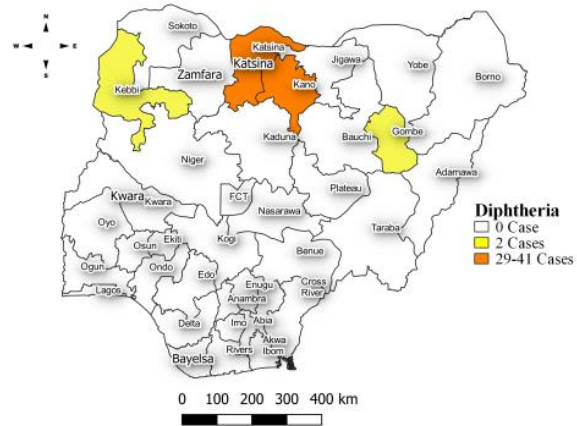 N
W E
S
Sokoto
Katsina
Katsina
Zamfara
Jigawa
Yobe
Borno
Kebbi
Kano
Kaduna
Bauchi
Gombe
Niger
Adamawa
Plateau
FCT
Nasarawa
Kwara
Kwara
Oyo
Taraba
Kogi
Osun
Ekiti
Benue
Ogun
Ondo
Edo
Lagos
Enugu
Anambra
Cross
River
Delta
Imo
Abia
Akwa
Ibom
Rivers
Bayelsa
Diphtheria
0 Case
2 Cases
29-41 Cases
0 100 200 300 400 km